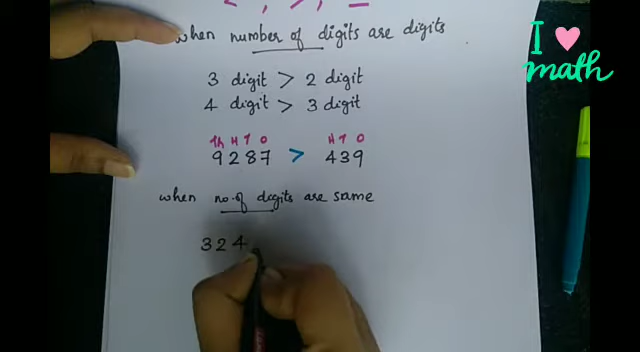 <, >, =
when number of digits are digits
3 digit > 2 digit
4 digit > 3 digit
Th H T O H T O
9287 > 439
when no. of digits are same
324
I
math